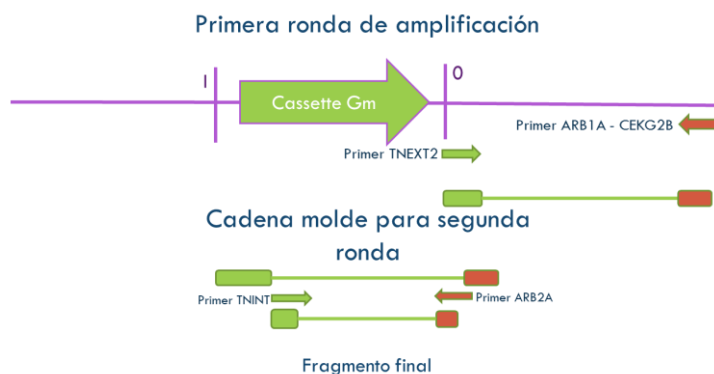 Primera ronda de amplificación
I
0
Cassette Gm
Primer ARB1A - CEKG2B
Primer TNEXT2
Cadena molde para segunda
ronda
Primer TNINT
Primer ARB2A
Fragmento final